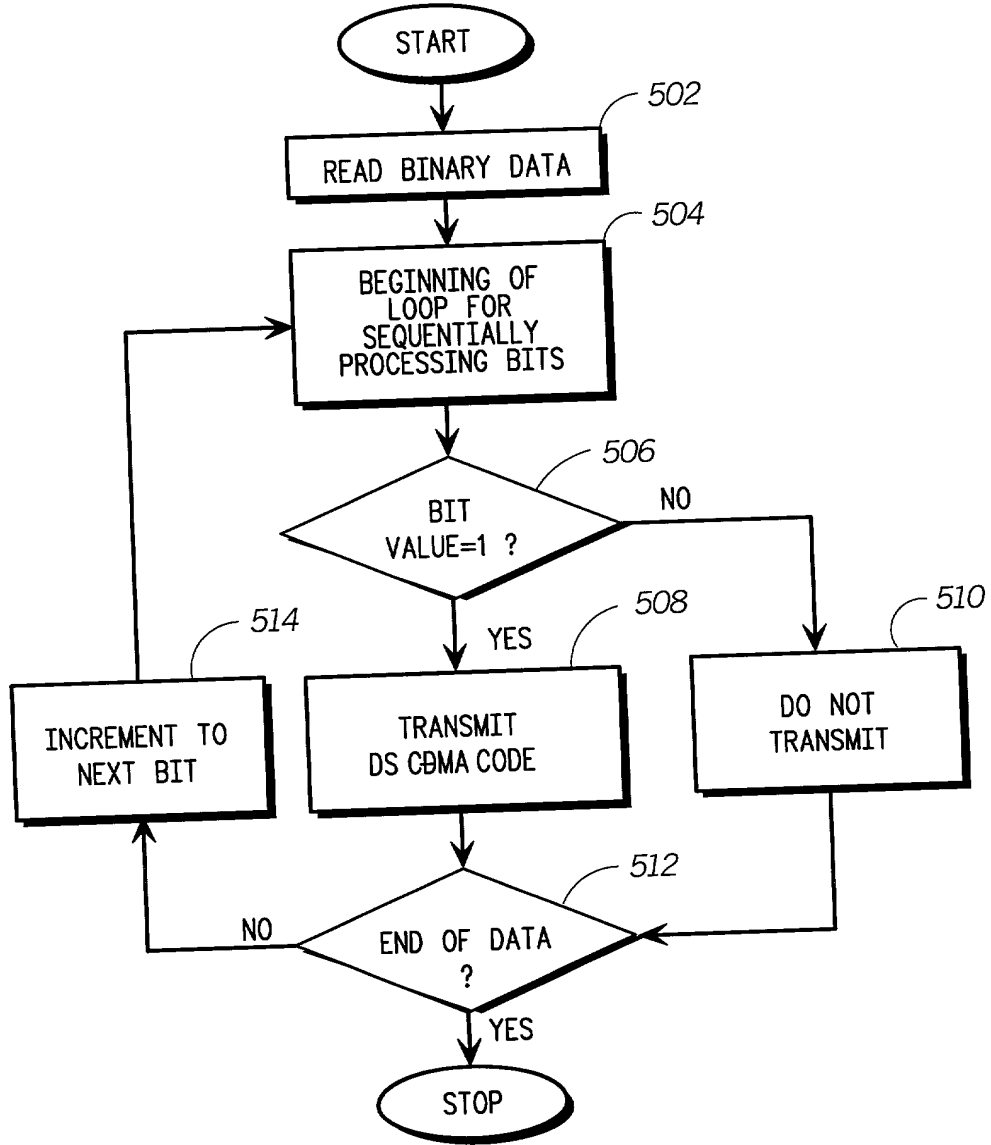 START
502
READ BINARY DATA
504
BEGINNING OF
LOOP FOR
SEQUENTIALLY
PROCESSING BITS
506
BIT
VALUE=1 ?
NO
YES
508
510
514
INCREMENT TO
NEXT BIT
TRANSMIT
DS CDMA CODE
DO NOT
TRANSMIT
512
END OF DATA
?
NO
YES
STOP